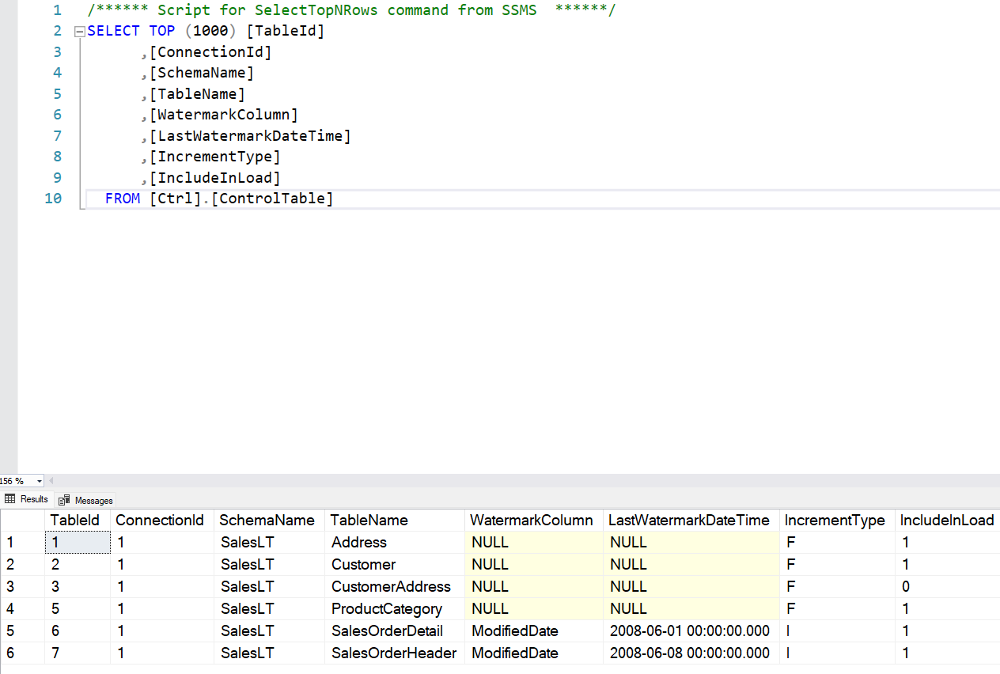 1 /****** Script for SelectTopNRows command from SSMS  ******/
2 SELECT TOP (1000) [TableId]
3 ,[ConnectionId]
4 ,[SchemaName]
5 ,[TableName]
6 ,[WatermarkColumn]
7 ,[LastWatermarkDateTime]
8 ,[IncrementType]
9 ,[IncludeInLoad]
10 FROM [Ctrl].[ControlTable]
156 %
Results Messages
TableId ConnectionId SchemaName TableName WatermarkColumn LastWatermarkDateTime IncrementType IncludeInLoad
1 1 1 SalesLT Address NULL NULL F 1
2 2 1 SalesLT Customer NULL NULL F 1
3 3 1 SalesLT CustomerAddress NULL NULL F 0
4 5 1 SalesLT ProductCategory NULL NULL F 1
5 6 1 SalesLT SalesOrderDetail ModifiedDate 2008-06-01 00:00:00.000 I 1
6 7 1 SalesLT SalesOrderHeader ModifiedDate 2008-06-08 00:00:00.000 I 1